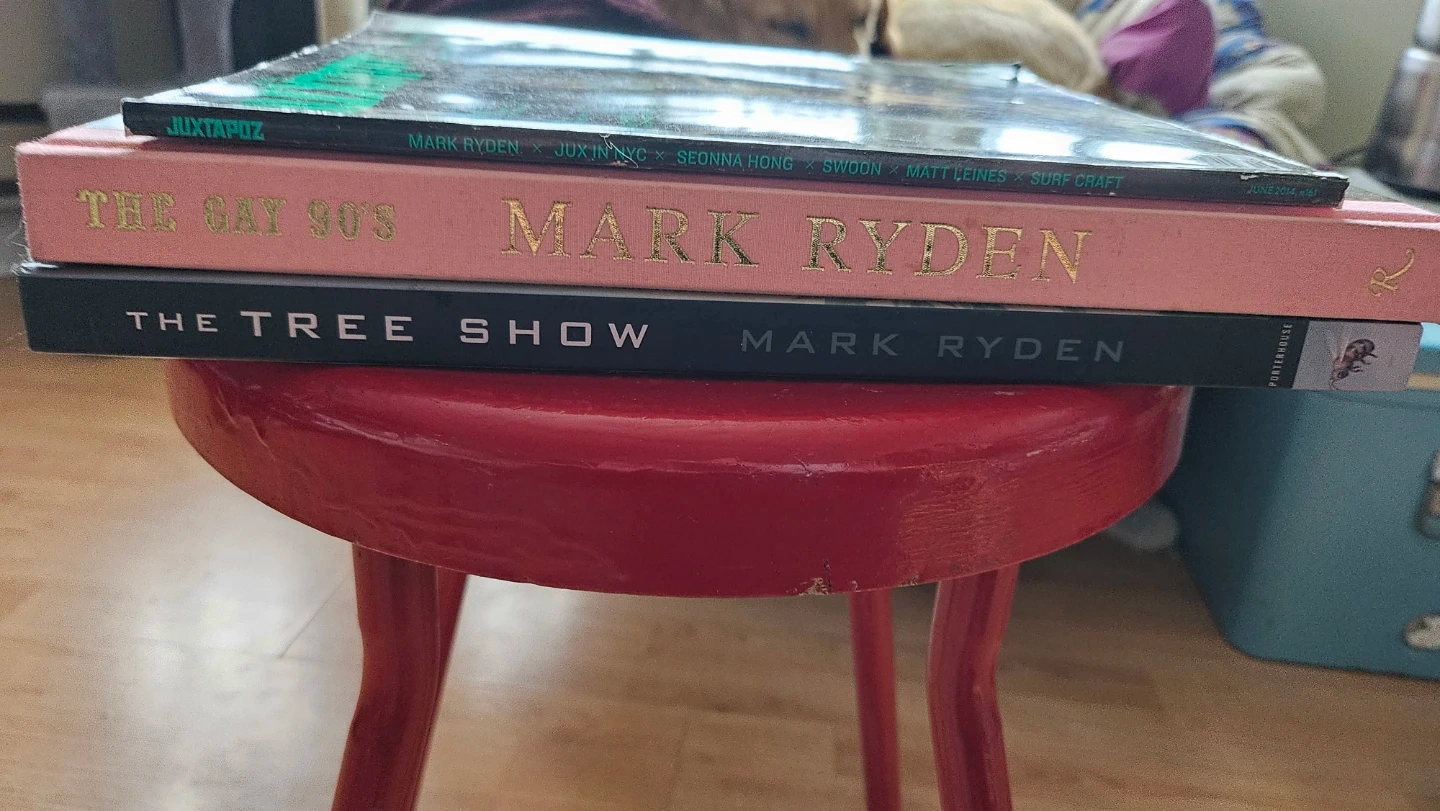 JUXTAPOZ MARK RYDEN × JUX IN NYC × SEONNA HONG × SWOON × MATT LEINES × SURF CRAFT JUNE 2014, n161
THE GAY 90'S MARK RYDEN R
THE TREE SHOW MARK RYDEN PORTERHOUSE